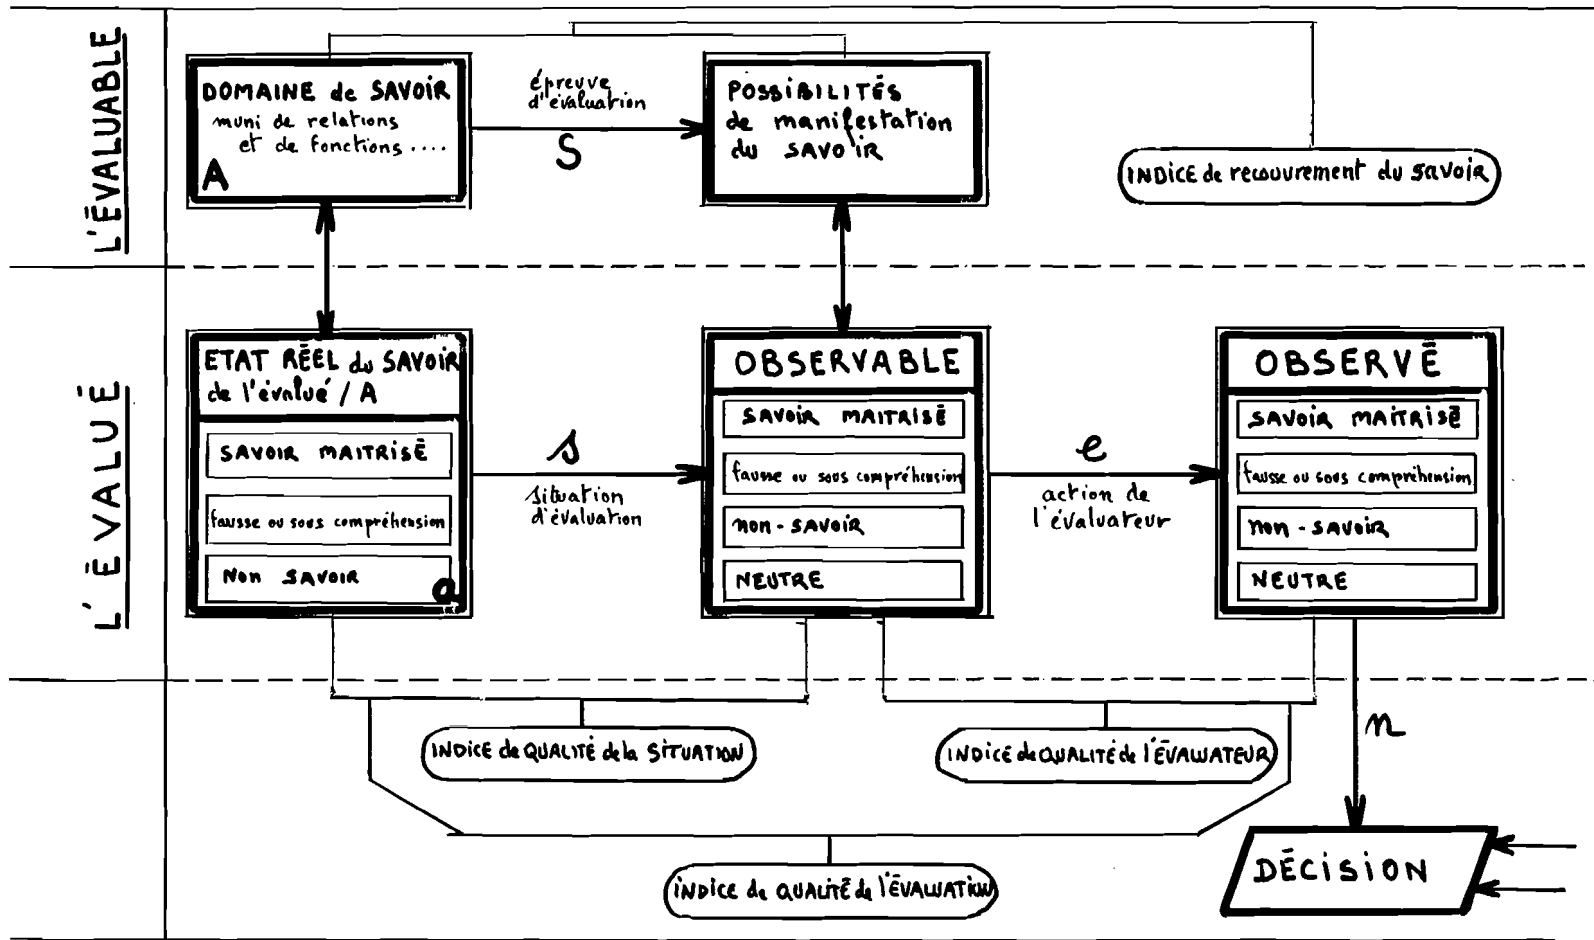 L'ÉVALUABLE
DOMAINE de SAVOIR
muni de relations
et de fonctions ....
A
épreuve
d'évaluation
S
POSSIBILITÉS
de manifestation
du SAVOIR
INDICE de recouvrement du savoir
L'ÉVALUÉ
ETAT RÉEL du SAVOIR
de l'évalué / A
SAVOIR MAITRISÉ
fausse ou sous compréhension
NON SAVOIR
a
s
situation
d'évaluation
OBSERVABLE
SAVOIR MAITRISÉ
fausse ou sous compréhension
non-SAVOIR
NEUTRE
e
action de
l'évaluateur
OBSERVÉ
SAVOIR MAITRISÉ
fausse ou sous compréhension
non-SAVOIR
NEUTRE
INDICE de QUALITÉ de la SITUATION
INDICE de QUALITÉ de l'ÉVALUATEUR
n
INDICE de QUALITÉ de l'ÉVALUATION
DÉCISION